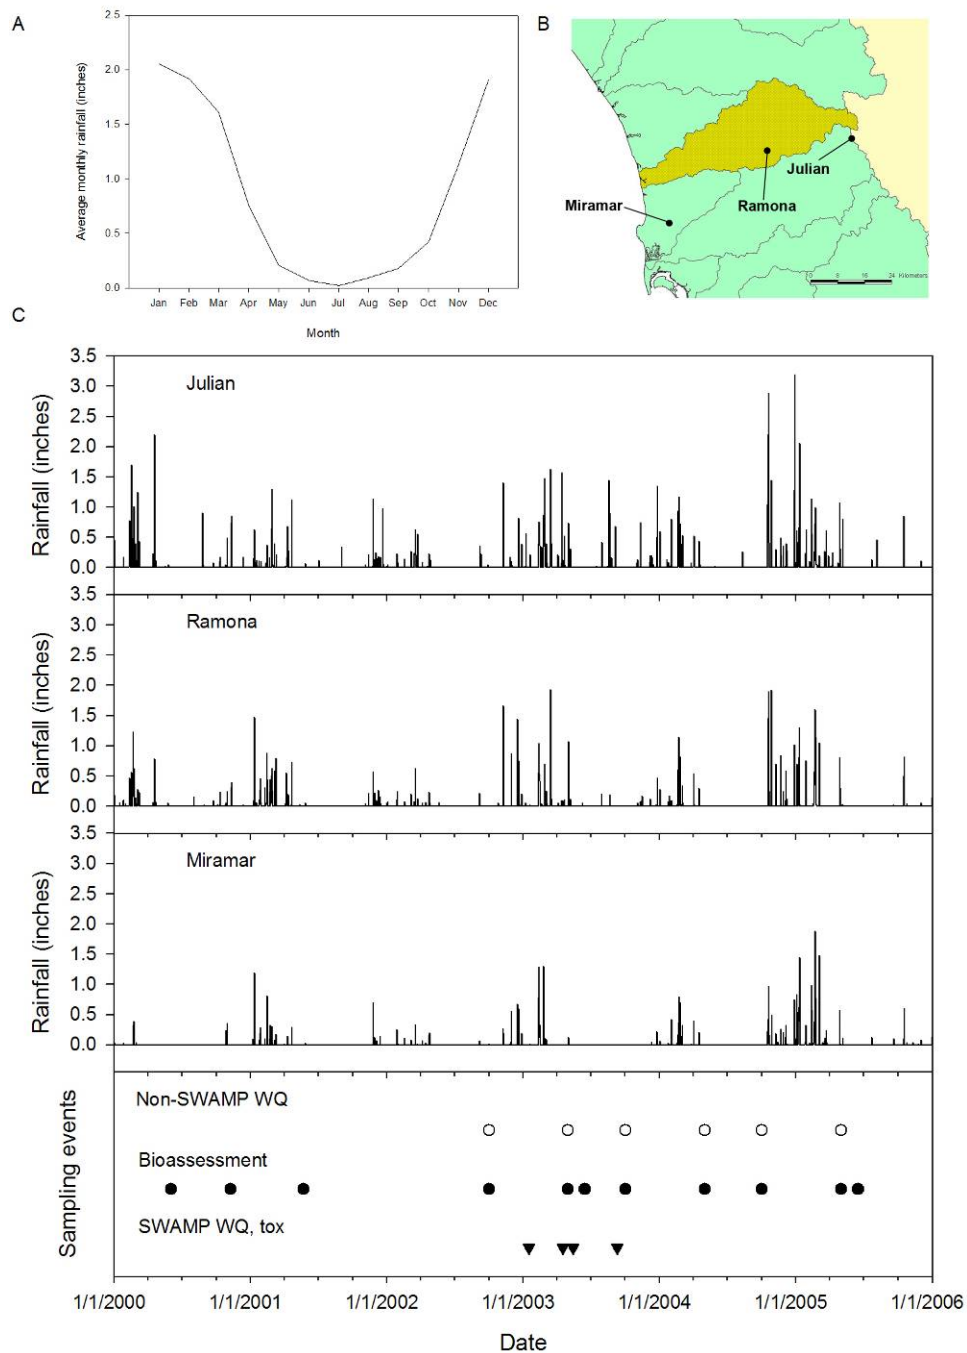 A
B
2.5
2.0
1.5
1.0
0.5
0.0
Average monthly rainfall (inches)
Jan Feb Mar Apr May Jun Jul Aug Sep Oct Nov Dec
Month
Miramar
Ramona
Julian
0 8 16 24 Kilometers
C
3.5
3.0
2.5
2.0
1.5
1.0
0.5
0.0
Rainfall (inches)
Julian
3.5
3.0
2.5
2.0
1.5
1.0
0.5
0.0
Rainfall (inches)
Ramona
3.5
3.0
2.5
2.0
1.5
1.0
0.5
0.0
Rainfall (inches)
Miramar
Sampling events
Non-SWAMP WQ
Bioassessment
SWAMP WQ, tox
1/1/2000 1/1/2001 1/1/2002 1/1/2003 1/1/2004 1/1/2005 1/1/2006
Date